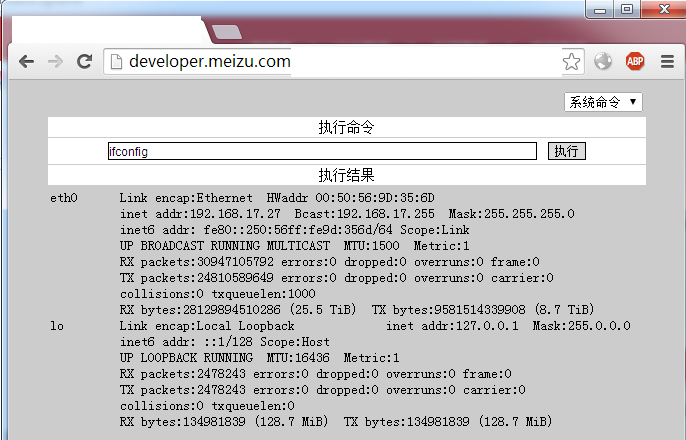 developer.meizu.com
ABP
系统命令
执行命令
ifconfig 执行
执行结果
eth0 Link encap:Ethernet HWaddr 00:50:56:9D:35:6D
inet addr:192.168.17.27 Bcast:192.168.17.255 Mask:255.255.255.0
inet6 addr: fe80::250:56ff:fe9d:356d/64 Scope:Link
UP BROADCAST RUNNING MULTICAST MTU:1500 Metric:1
RX packets:30947105792 errors:0 dropped:0 overruns:0 frame:0
TX packets:24810589649 errors:0 dropped:0 overruns:0 carrier:0
collisions:0 txqueuelen:1000
RX bytes:28129894510286 (25.5 TiB) TX bytes:9581514339908 (8.7 TiB)
lo Link encap:Local Loopback inet addr:127.0.0.1 Mask:255.0.0.0
inet6 addr: ::1/128 Scope:Host
UP LOOPBACK RUNNING MTU:16436 Metric:1
RX packets:2478243 errors:0 dropped:0 overruns:0 frame:0
TX packets:2478243 errors:0 dropped:0 overruns:0 carrier:0
collisions:0 txqueuelen:0
RX bytes:134981839 (128.7 MiB) TX bytes:134981839 (128.7 MiB)